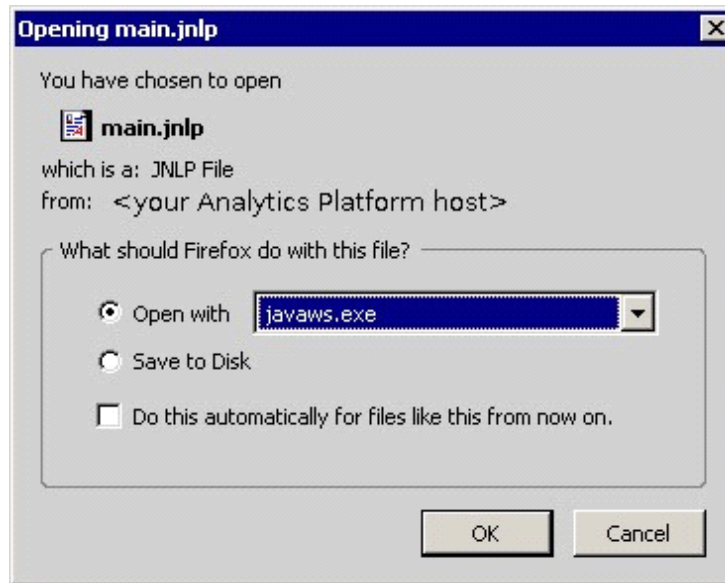 Opening main.jnlp
You have chosen to open
main.jnlp
which is a: JNLP File
from: <your Analytics Platform host>
What should Firefox do with this file?
Open with javaws.exe
Save to Disk
Do this automatically for files like this from now on.
OK Cancel